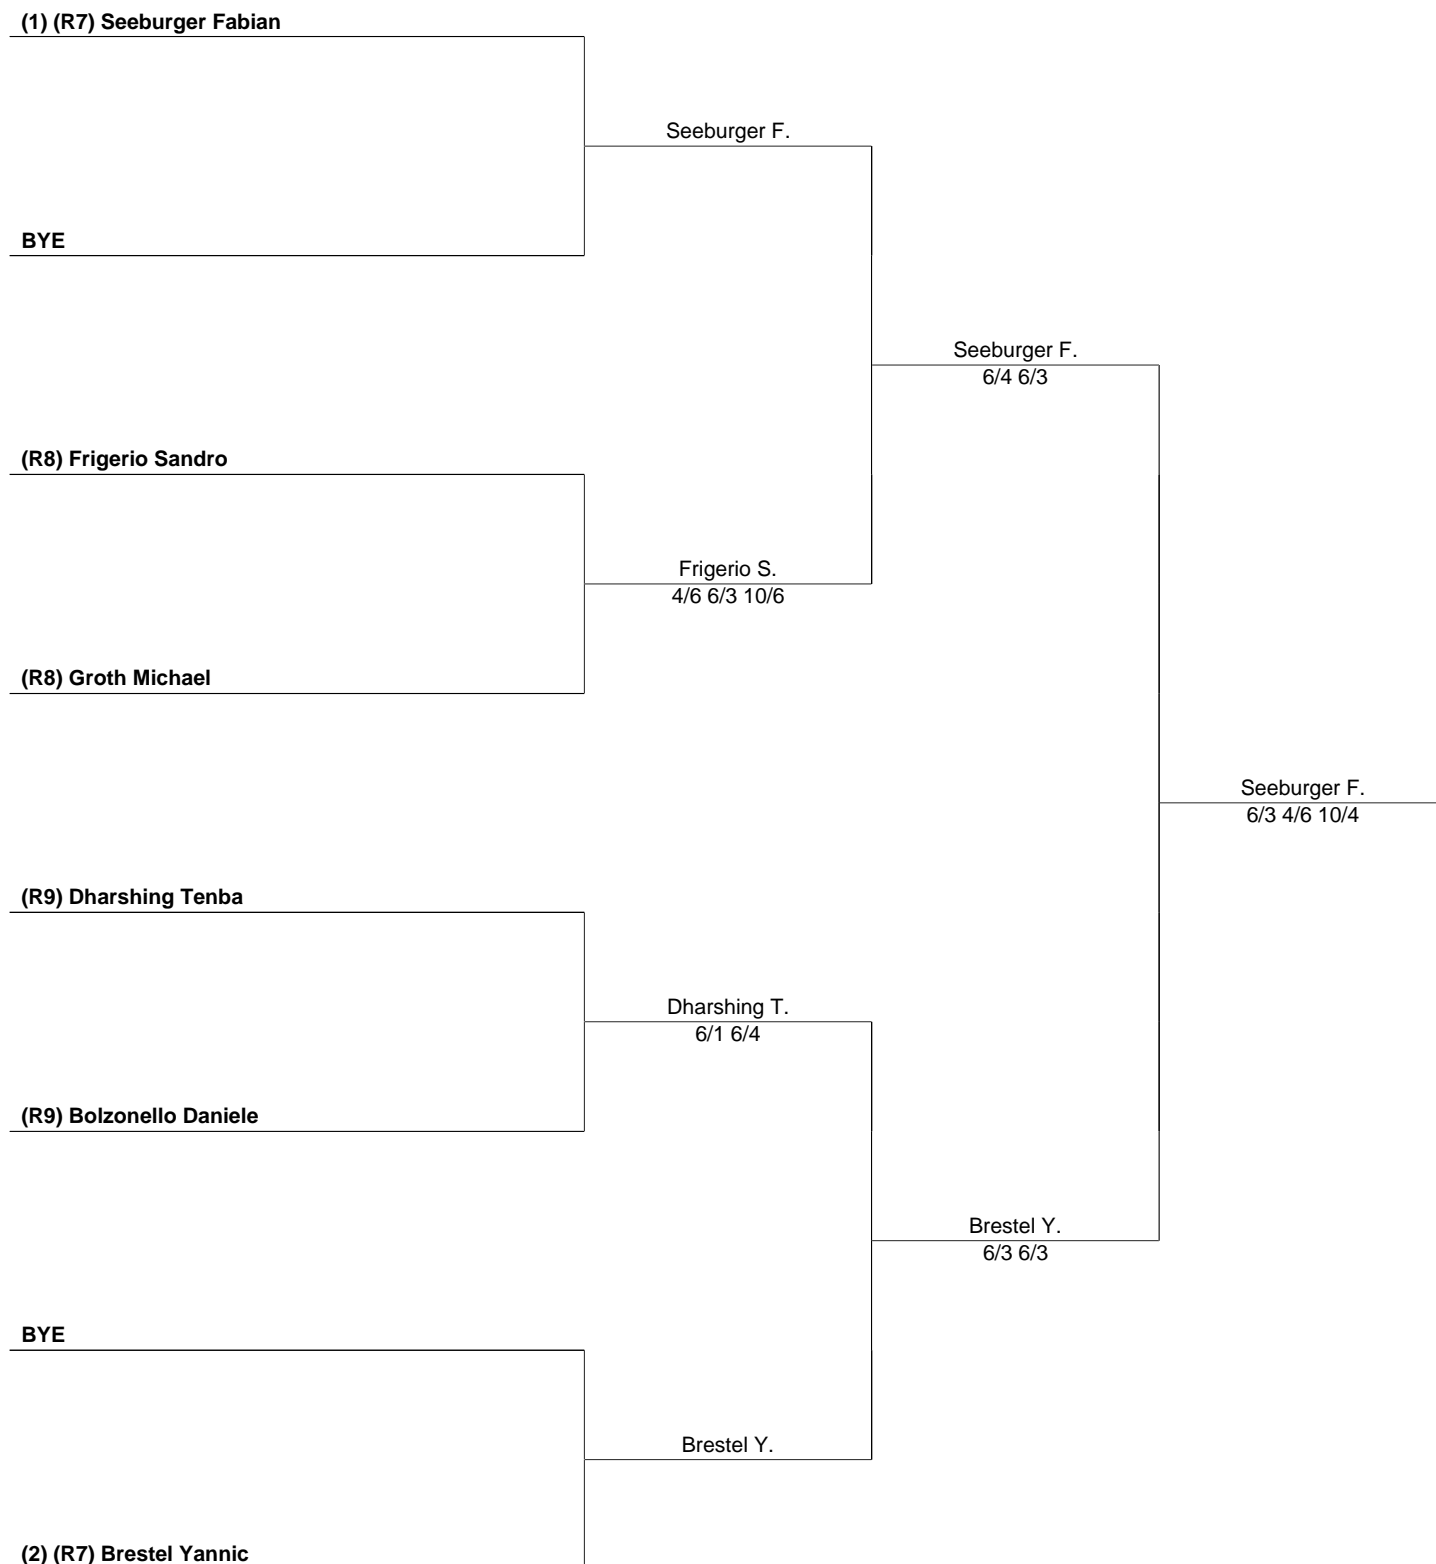 (1) (R7) Seeburger Fabian
Seeburger F.
BYE
Seeburger F.
6/4 6/3
(R8) Frigerio Sandro
Frigerio S.
4/6 6/3 10/6
(R8) Groth Michael
Seeburger F.
6/3 4/6 10/4
(R9) Dharshing Tenba
Dharshing T.
6/1 6/4
(R9) Bolzonello Daniele
Brestel Y.
6/3 6/3
BYE
Brestel Y.
(2) (R7) Brestel Yannic